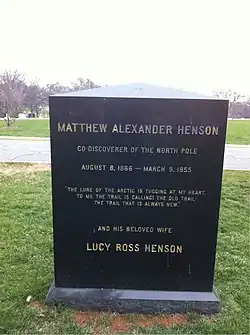 MATTHEW ALEXANDER HENSON
CO-DISCOVERER OF THE NORTH POLE
AUGUST 8, 1866 — MARCH 9, 1955
"THE LURE OF THE ARCTIC IS TUGGING AT MY HEART
TO ME THE TRAIL IS CALLING! THE OLD TRAIL-
THE TRAIL THAT IS ALWAYS NEW."
AND HIS BELOVED WIFE
LUCY ROSS HENSON